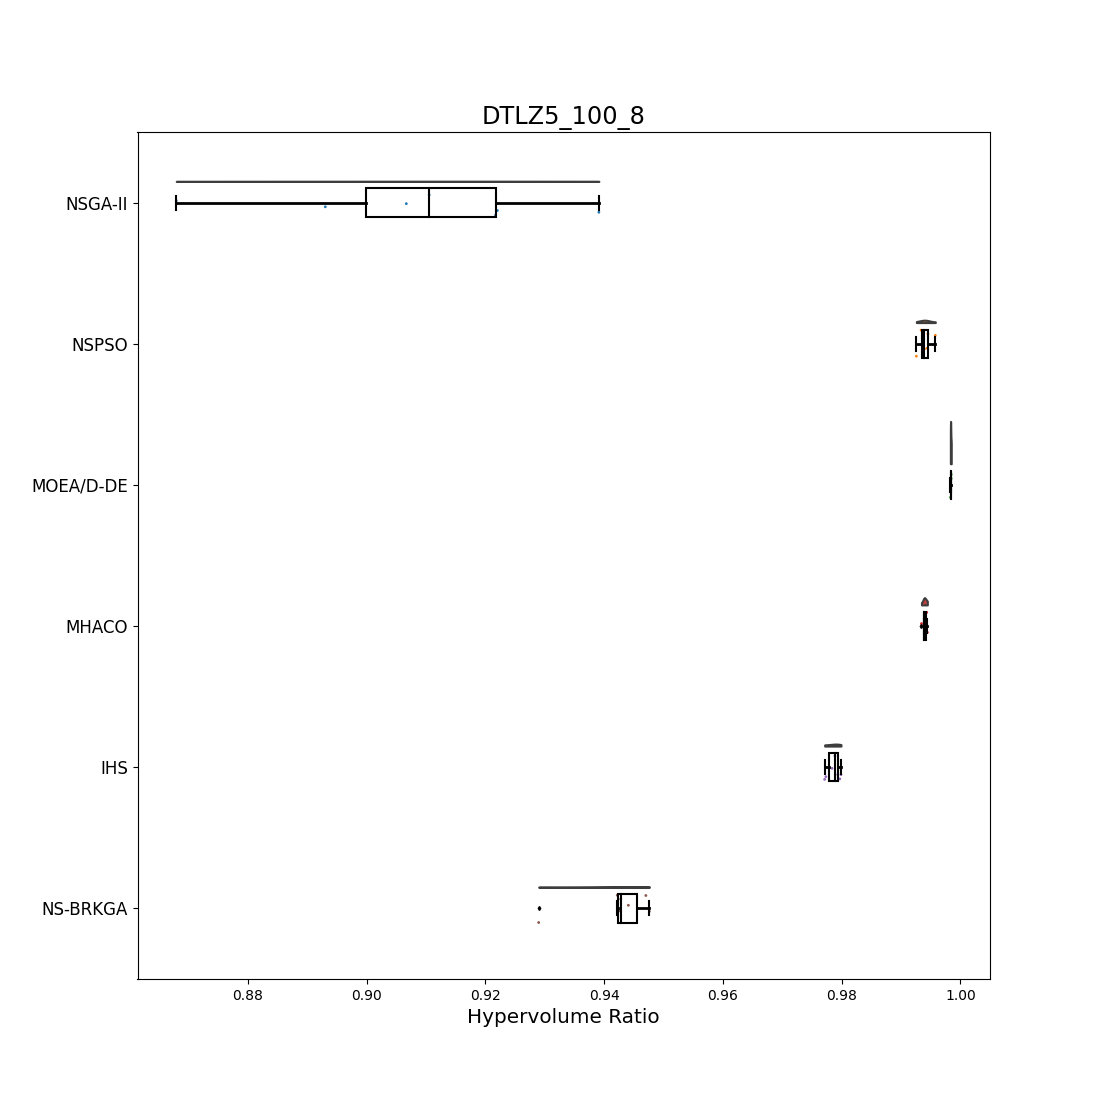 DTLZ5_100_8
NSGA-II
NSPSO
MOEA/D-DE
MHACO
IHS
NS-BRKGA
0.88 0.90 0.92 0.94 0.96 0.98 1.00
Hypervolume Ratio